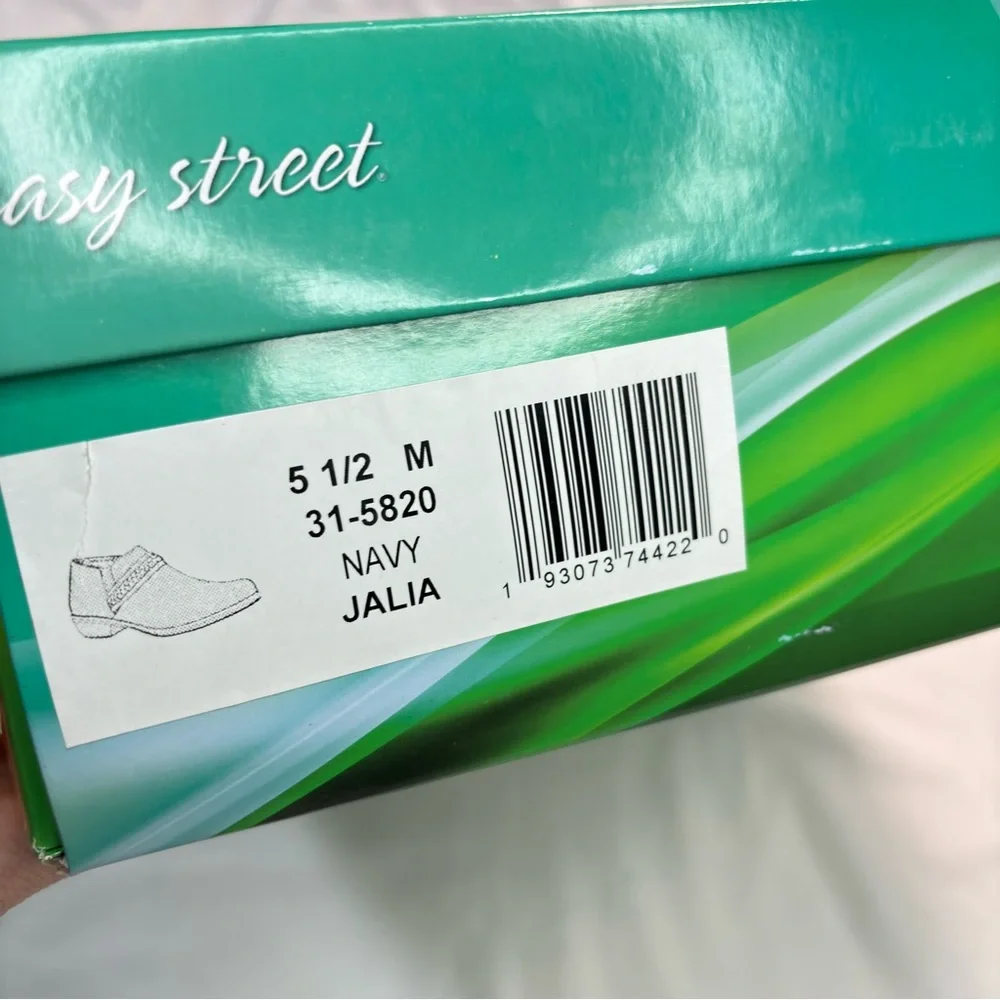 asy street
5 1/2 M
31-5820
NAVY
JALIA
1 93073 74422 0